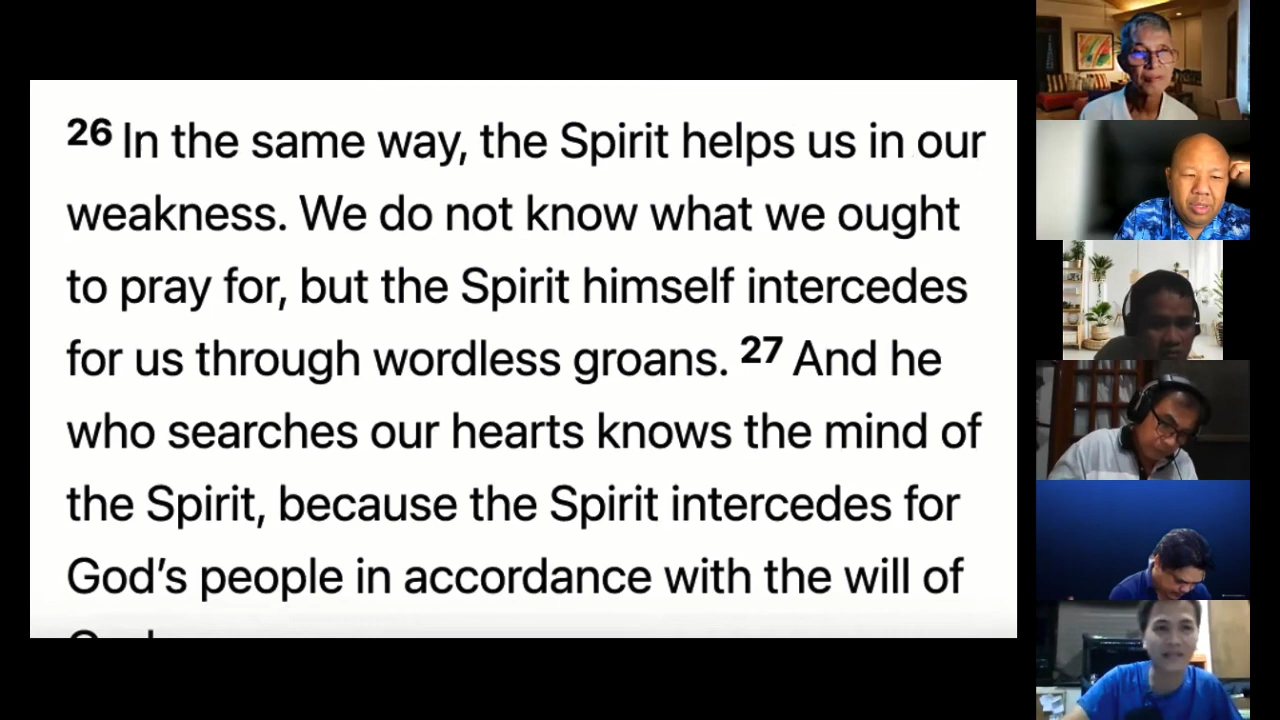 26 In the same way, the Spirit helps us in our
weakness. We do not know what we ought
to pray for, but the Spirit himself intercedes
for us through wordless groans. 27 And he
who searches our hearts knows the mind of
the Spirit, because the Spirit intercedes for
God’s people in accordance with the will of